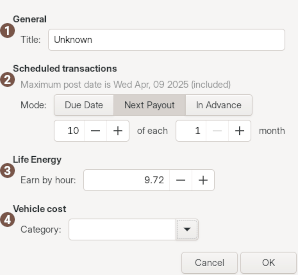 General
1
Title: Unknown
Scheduled transactions
2
Maximum post date is Wed Apr, 09 2025 (included)
Mode: Due Date Next Payout In Advance
10 — + of each 1 — + month
Life Energy
3
Earn by hour: 9.72 — +
Vehicle cost
4
Category:
Cancel OK